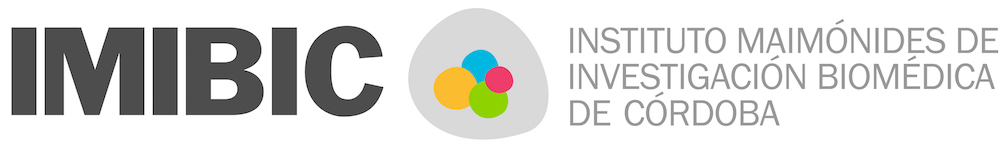 IMIBIC
INSTITUTO MAIMÓNIDES DE
INVESTIGACIÓN BIOMÉDICA
DE CÓRDOBA